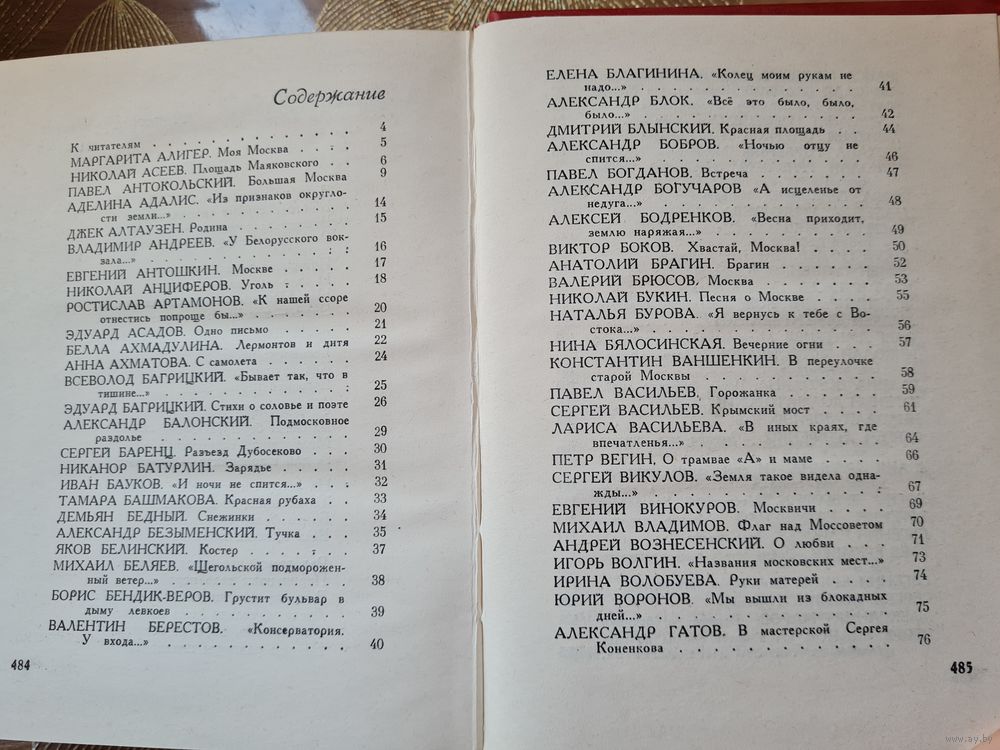 Содержание
К читателям . . . . . . . . . . . 4
МАРГАРИТА АЛИГЕР. Моя Москва . . . . 5
НИКОЛАЙ АСЕЕВ. Площадь Маяковского . . 6
ПАВЕЛ АНТОКОЛЬСКИЙ. Большая Москва 9
АДЕЛИНА АДАЛИС. «Из признаков округло-
сти земли...» . . . . . . . . . . 14
ДЖЕК АЛТАУЗЕН. Родина . . . . . . . 15
ВЛАДИМИР АНДРЕЕВ. «У Белорусского вок-
зала...» . . . . . . . . . . . . 16
ЕВГЕНИЙ АНТОШКИН. Москве . . . . . 17
НИКОЛАЙ АНЦИФЕРОВ. Уголь . . . . . 18
РОСТИСЛАВ АРТАМОНОВ. «К нашей ссоре
отнестись попроще бы...» . . . . . . 20
ЭДУАРД АСАДОВ. Одно письмо . . . . . 21
БЕЛЛА АХМАДУЛИНА. Лермонтов и дитя 22
АННА АХМАТОВА. С самолета . . . . . . 24
ВСЕВОЛОД БАГРИЦКИЙ. «Бывает так, что в
тишине...» . . . . . . . . . . . 25
ЭДУАРД БАГРИЦКИЙ. Стихи о соловье и поэте 26
АЛЕКСАНДР БАЛОНСКИЙ. Подмосковное
раздолье . . . . . . . . . . . . 29
СЕРГЕЙ БАРЕНЦ. Разъезд Дубосеково . . . 30
НИКАНОР БАТУРЛИН. Зарядье . . . . . 31
ИВАН БАУКОВ. «И ночи не спится...» . . . 32
ТАМАРА БАШМАКОВА. Красная рубаха . . 33
ДЕМЬЯН БЕДНЫЙ. Снежинки . . . . . . 34
АЛЕКСАНДР БЕЗЫМЕНСКИЙ. Тучка . . . 35
ЯКОВ БЕЛИНСКИЙ. Костер . . . . . . . 37
МИХАИЛ БЕЛЯЕВ. «Щегольской подморожен-
ный ветер...» . . . . . . . . . . 38
БОРИС БЕНДИК-ВЕРОВ. Грустит бульвар в
дыму левкоев . . . . . . . . . . 39
ВАЛЕНТИН БЕРЕСТОВ. «Консерватория.
У входа...» . . . . . . . . . . . 40
484
ЕЛЕНА БЛАГИНИНА. «Колец моим рукам не
надо...» . . . . . . . . . . . . 41
АЛЕКСАНДР БЛОК. «Всё это было, было,
было...» . . . . . . . . . . . . 42
ДМИТРИЙ БЛЫНСКИЙ. Красная площадь . . 44
АЛЕКСАНДР БОБРОВ. «Ночью отцу не
спится...» . . . . . . . . . . . 46
ПАВЕЛ БОГДАНОВ. Встреча . . . . . . 47
АЛЕКСАНДР БОГУЧАРОВ «А исцеленье от
недуга...» . . . . . . . . . . . 48
АЛЕКСЕЙ БОДРЕНКОВ. «Весна приходит,
землю наряжая...» . . . . . . . . 49
ВИКТОР БОКОВ. Хвастай, Москва! . . . . 50
АНАТОЛИЙ БРАГИН. Брагин . . . . . . 52
ВАЛЕРИЙ БРЮСОВ. Москва . . . . . . 53
НИКОЛАЙ БУКИН. Песня о Москве . . . . 55
НАТАЛЬЯ БУРОВА. «Я вернусь к тебе с Во-
стока...» . . . . . . . . . . . 56
НИНА БЯЛОСИНСКАЯ. Вечерние огни . . . 57
КОНСТАНТИН ВАНШЕНКИН. В переулочке
старой Москвы . . . . . . . . . 58
ПАВЕЛ ВАСИЛЬЕВ. Горожанка . . . . . 59
СЕРГЕЙ ВАСИЛЬЕВ. Крымский мост . . . . 61
ЛАРИСА ВАСИЛЬЕВА. «В иных краях, где
впечатленья...» . . . . . . . . . 64
ПЕТР ВЕГИН, О трамвае «А» и маме . . . 66
СЕРГЕЙ ВИКУЛОВ. «Земля такое видела одна-
жды...» . . . . . . . . . . . . 67
ЕВГЕНИЙ ВИНОКУРОВ. Москвичи . . . . 69
МИХАИЛ ВЛАДИМОВ. Флаг над Моссоветом 70
АНДРЕЙ ВОЗНЕСЕНСКИЙ. О любви . . . 71
ИГОРЬ ВОЛГИН. «Названия московских мест...» 73
ИРИНА ВОЛОБУЕВА. Руки матерей . . . . 74
ЮРИЙ ВОРОНОВ. «Мы вышли из блокадных
дней...» . . . . . . . . . . . . 75
АЛЕКСАНДР ГАТОВ. В мастерской Сергея
Коненкова . . . . . . . . . . . 76
485
www.ay.by